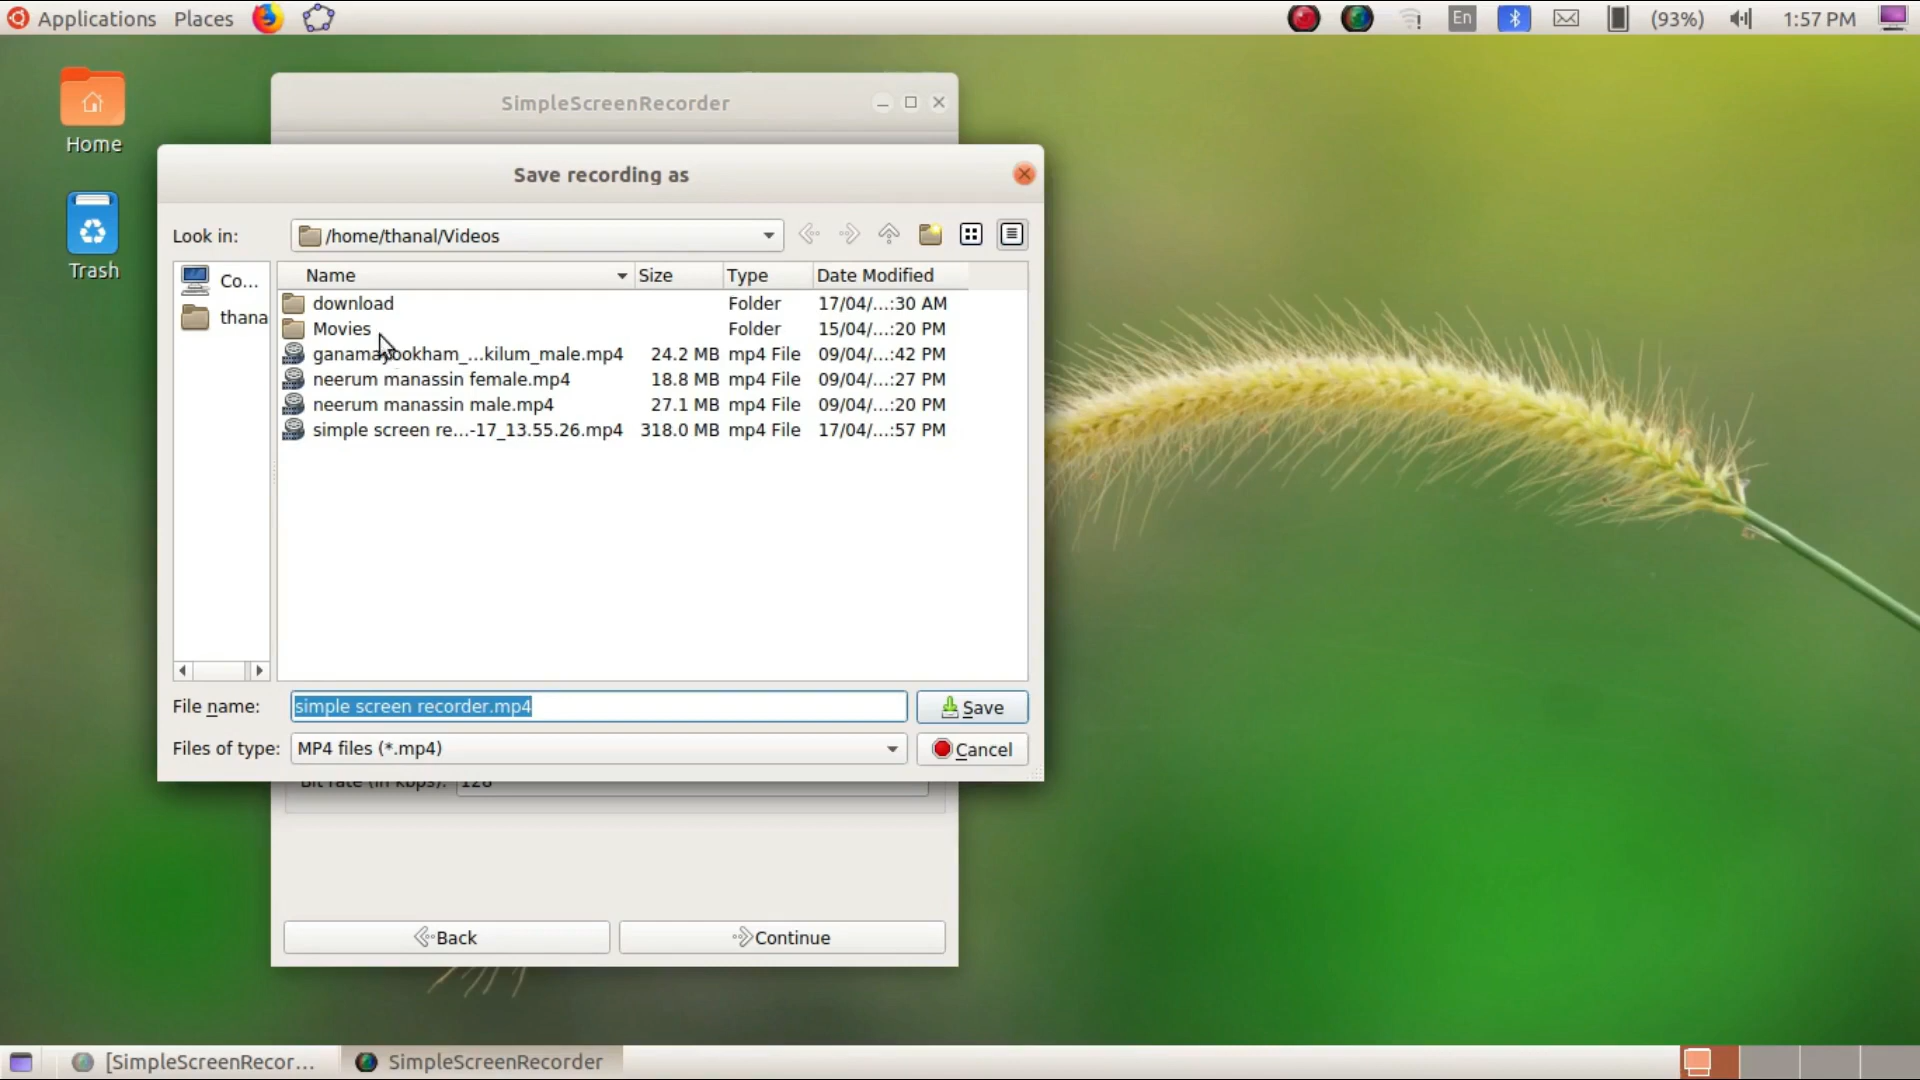 Applications Places En (93%) 1:57 PM
Home
Trash
SimpleScreenRecorder
Save recording as
Look in: /home/thanal/Videos
Co...
thana
Name Size Type Date Modified
download Folder 17/04/...:30 AM
Movies Folder 15/04/...:20 PM
ganamayookham_...kilum_male.mp4 24.2 MB mp4 File 09/04/...:42 PM
neerum manassin female.mp4 18.8 MB mp4 File 09/04/...:27 PM
neerum manassin male.mp4 27.1 MB mp4 File 09/04/...:20 PM
simple screen re...-17_13.55.26.mp4 318.0 MB mp4 File 17/04/...:57 PM
File name: simple screen recorder.mp4 Save
Files of type: MP4 files (*.mp4) Cancel
Bit rate (in kbps): 128
Back Continue
[SimpleScreenRecor... SimpleScreenRecorder